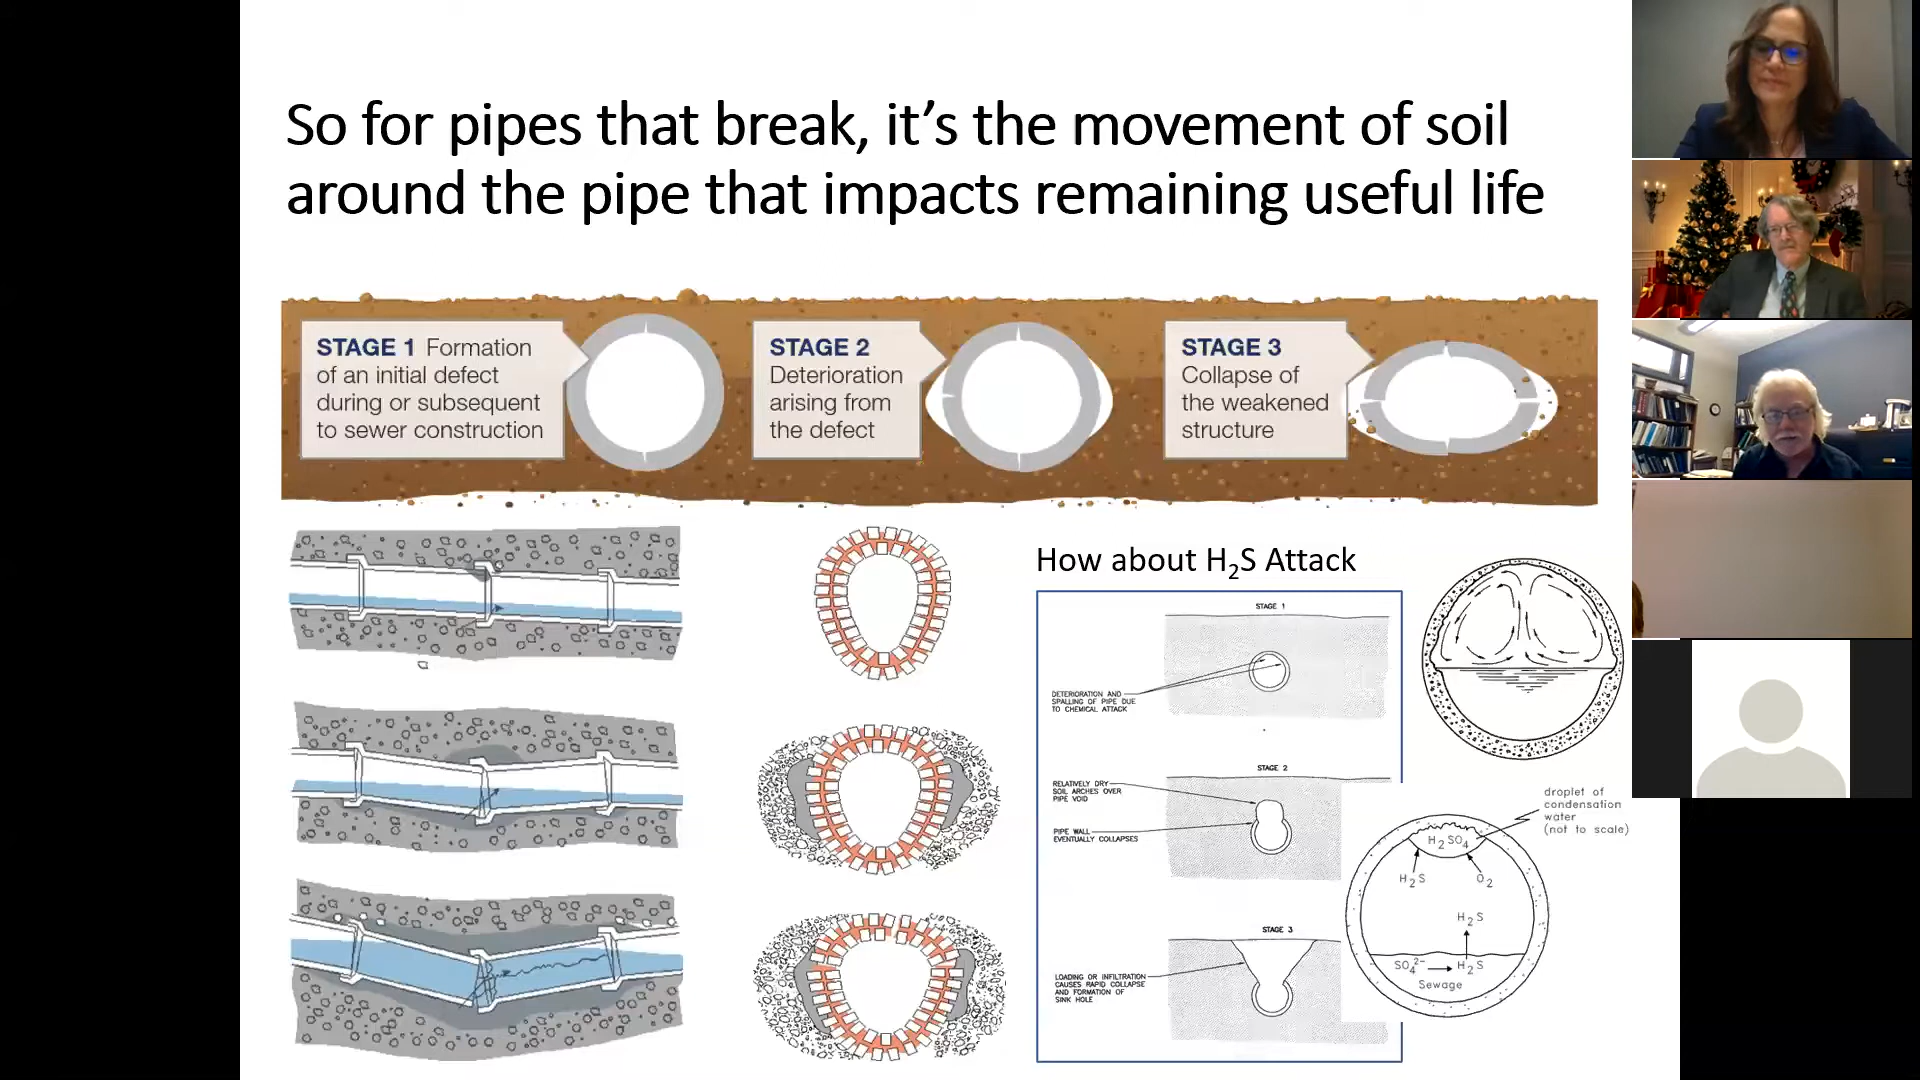 So for pipes that break, it’s the movement of soil
around the pipe that impacts remaining useful life
STAGE 1 Formation
of an initial defect
during or subsequent
to sewer construction
STAGE 2
Deterioration
arising from
the defect
STAGE 3
Collapse of
the weakened
structure
How about H₂S Attack
STAGE 1
DETERIORATION AND
SPALLING OF PIPE DUE
TO CHEMICAL ATTACK
STAGE 2
RELATIVELY DRY
SOIL ARCHES OVER
PIPE VOID
PIPE WALL
EVENTUALLY COLLAPSES
STAGE 3
LOADING OR INFILTRATION
CAUSES RAPID COLLAPSE
AND FORMATION OF
SINK HOLE
droplet of
condensation
water
(not to scale)
H₂SO₄
H₂S
O₂
H₂S
SO₄²⁻
H₂S
Sewage